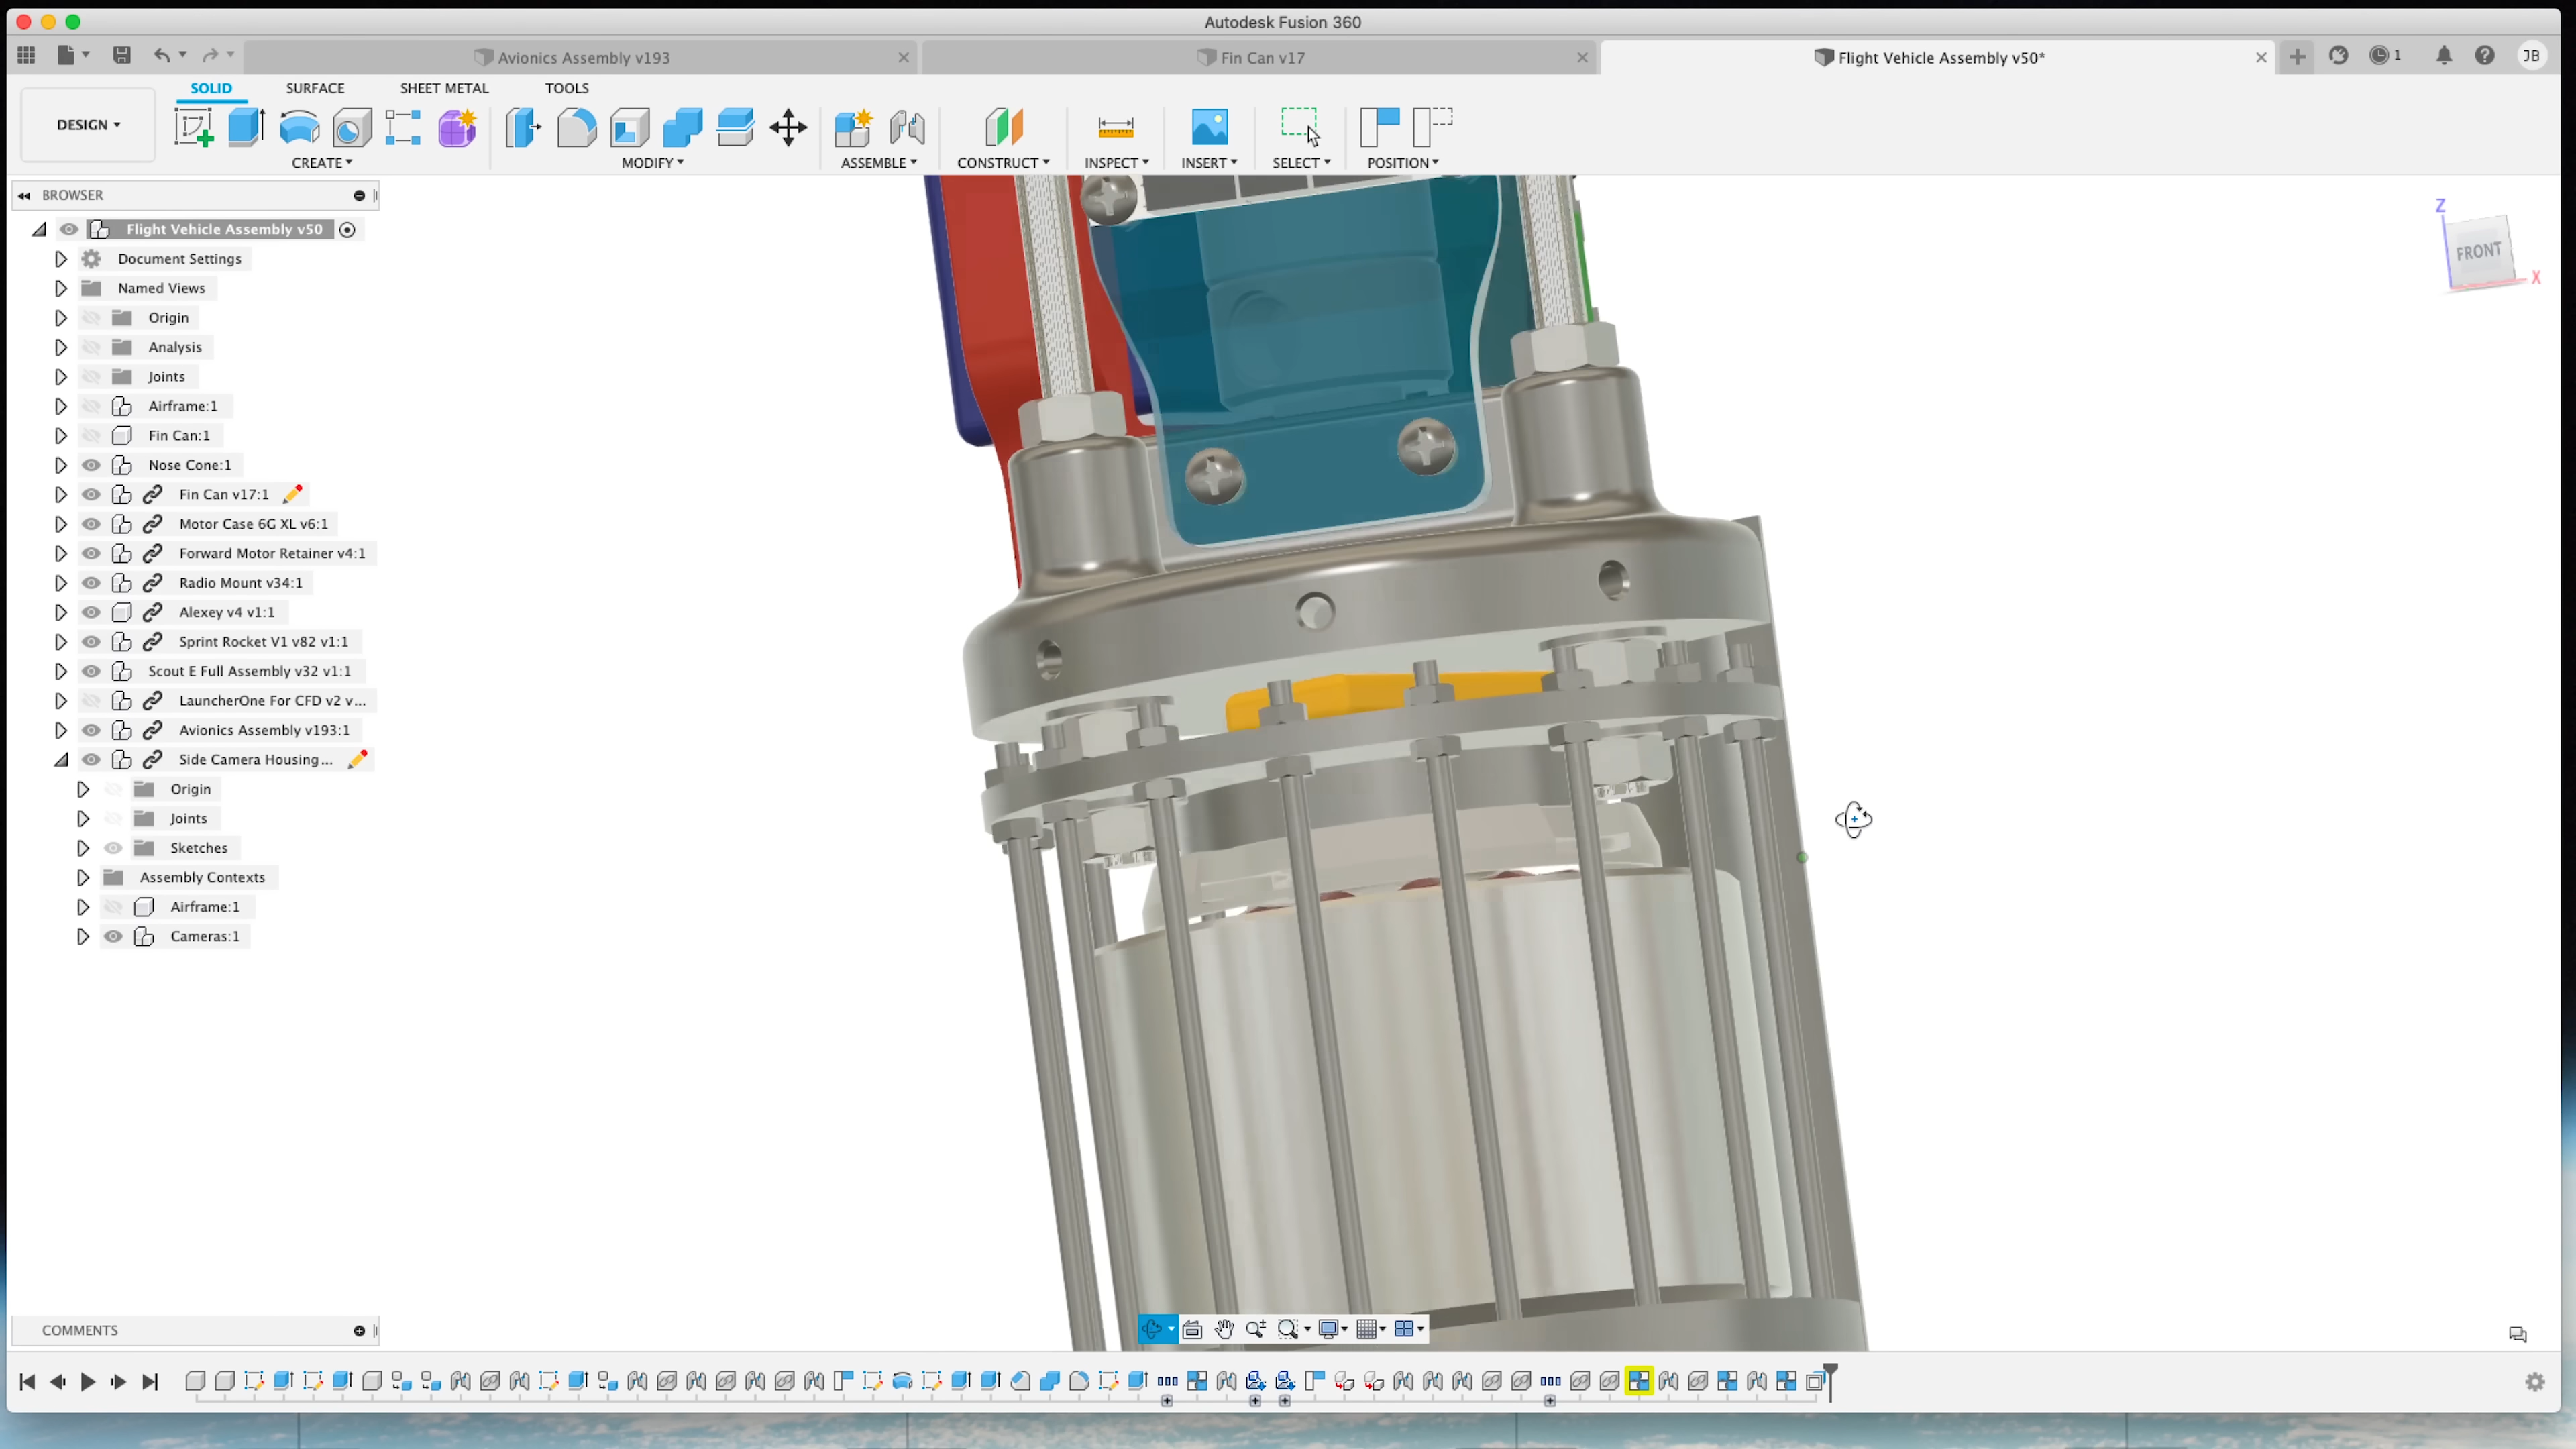 Autodesk Fusion 360
Avionics Assembly v193
Fin Can v17
Flight Vehicle Assembly v50*
1
JB
SOLID
SURFACE
SHEET METAL
TOOLS
DESIGN
CREATE
MODIFY
ASSEMBLE
CONSTRUCT
INSPECT
INSERT
SELECT
POSITION
BROWSER
Flight Vehicle Assembly v50
Document Settings
Named Views
Origin
Analysis
Joints
Airframe:1
Fin Can:1
Nose Cone:1
Fin Can v17:1
Motor Case 6G XL v6:1
Forward Motor Retainer v4:1
Radio Mount v34:1
Alexey v4 v1:1
Sprint Rocket V1 v82 v1:1
Scout E Full Assembly v32 v1:1
LauncherOne For CFD v2 v...
Avionics Assembly v193:1
Side Camera Housing...
Origin
Joints
Sketches
Assembly Contexts
Airframe:1
Cameras:1
Z
FRONT
X
COMMENTS